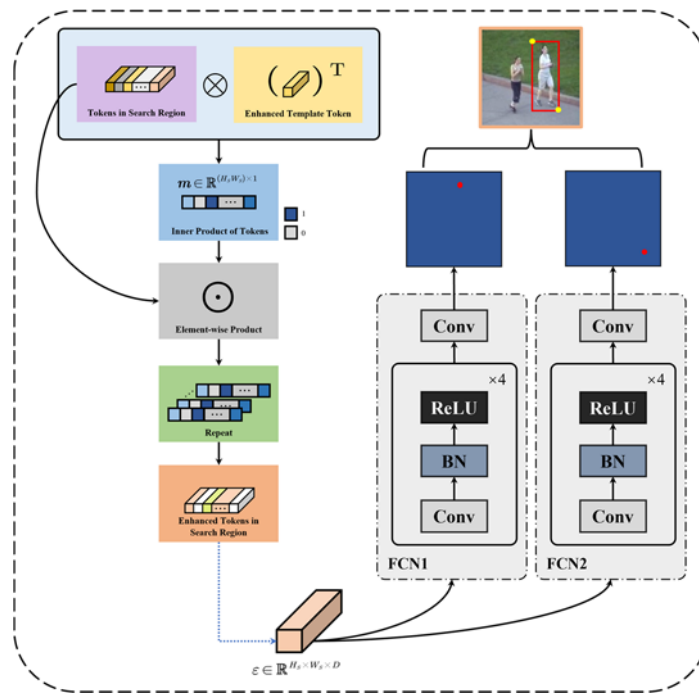 ( ) T
Tokens in Search Region
⊗
Enhanced Template Token
m ∈ ℝ^{(H_s W_s)×1}
...
Inner Product of Tokens
1
0
Element-wise Product
...
Repeat
...
Enhanced Tokens in
Search Region
ε ∈ ℝ^{H_s×W_s×D}
Conv
×4
ReLU
BN
Conv
FCN1
Conv
×4
ReLU
BN
Conv
FCN2